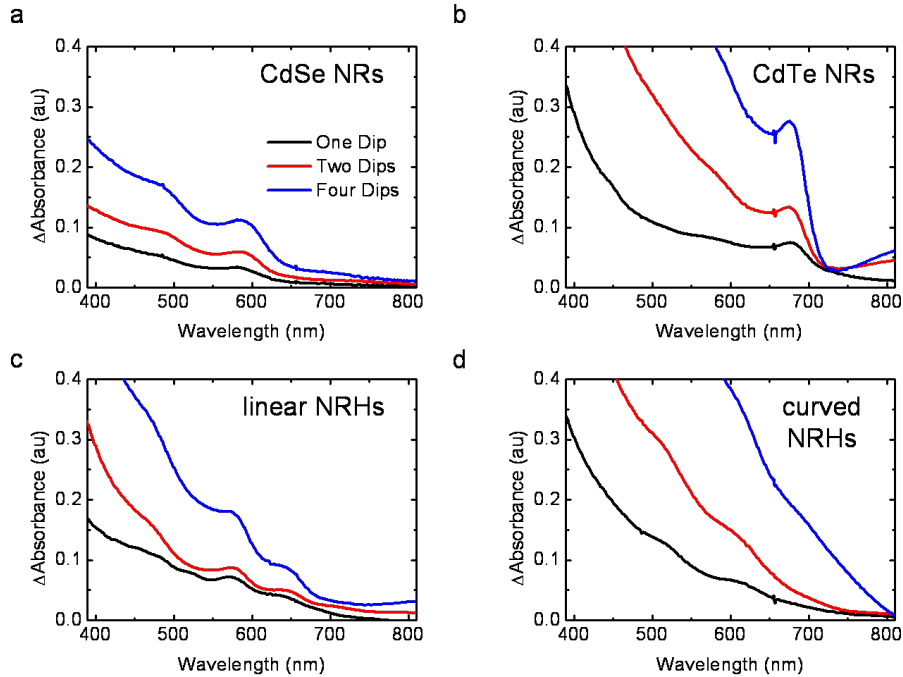 a
0.4
0.3
0.2
0.1
0.0
ΔAbsorbance (au)
CdSe NRs
One Dip
Two Dips
Four Dips
400 500 600 700 800
Wavelength (nm)
b
0.4
0.3
0.2
0.1
0.0
ΔAbsorbance (au)
CdTe NRs
400 500 600 700 800
Wavelength (nm)
c
0.4
0.3
0.2
0.1
0.0
ΔAbsorbance (au)
linear NRHs
400 500 600 700 800
Wavelength (nm)
d
0.4
0.3
0.2
0.1
0.0
ΔAbsorbance (au)
curved
NRHs
400 500 600 700 800
Wavelength (nm)